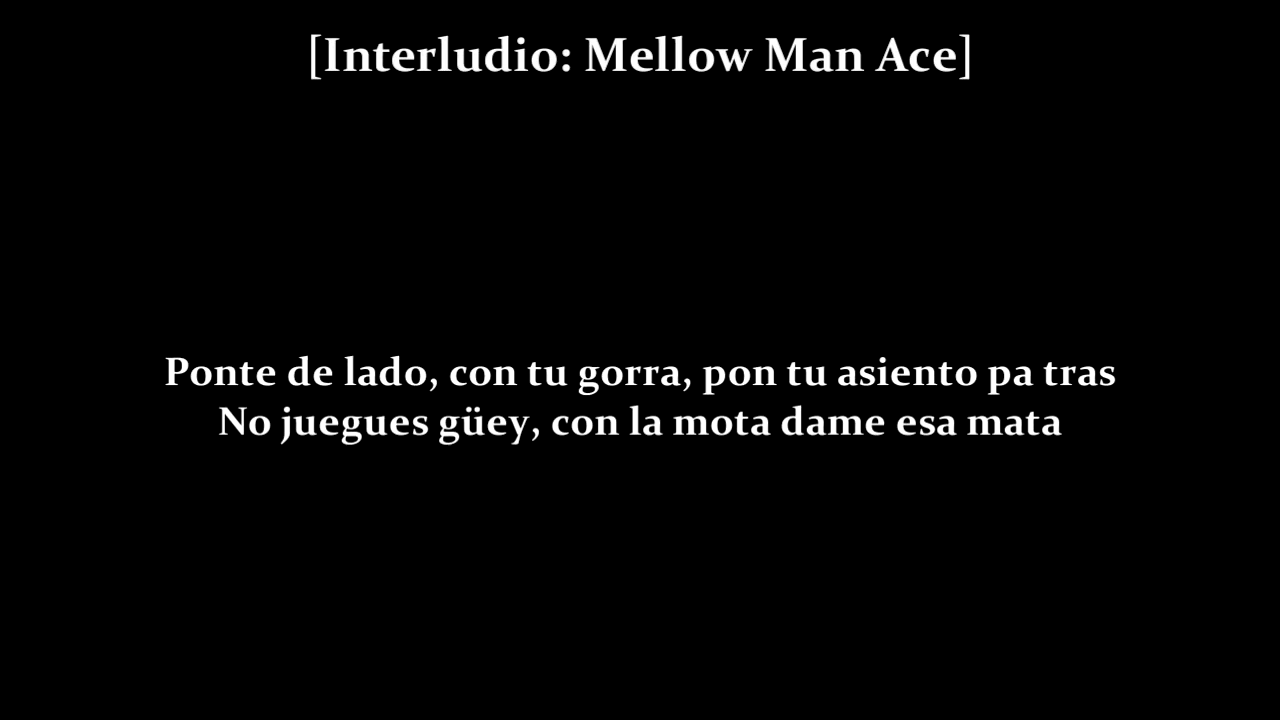 [Interludio: Mellow Man Ace]
Ponte de lado, con tu gorra, pon tu asiento pa tras
No juegues güey, con la mota dame esa mata